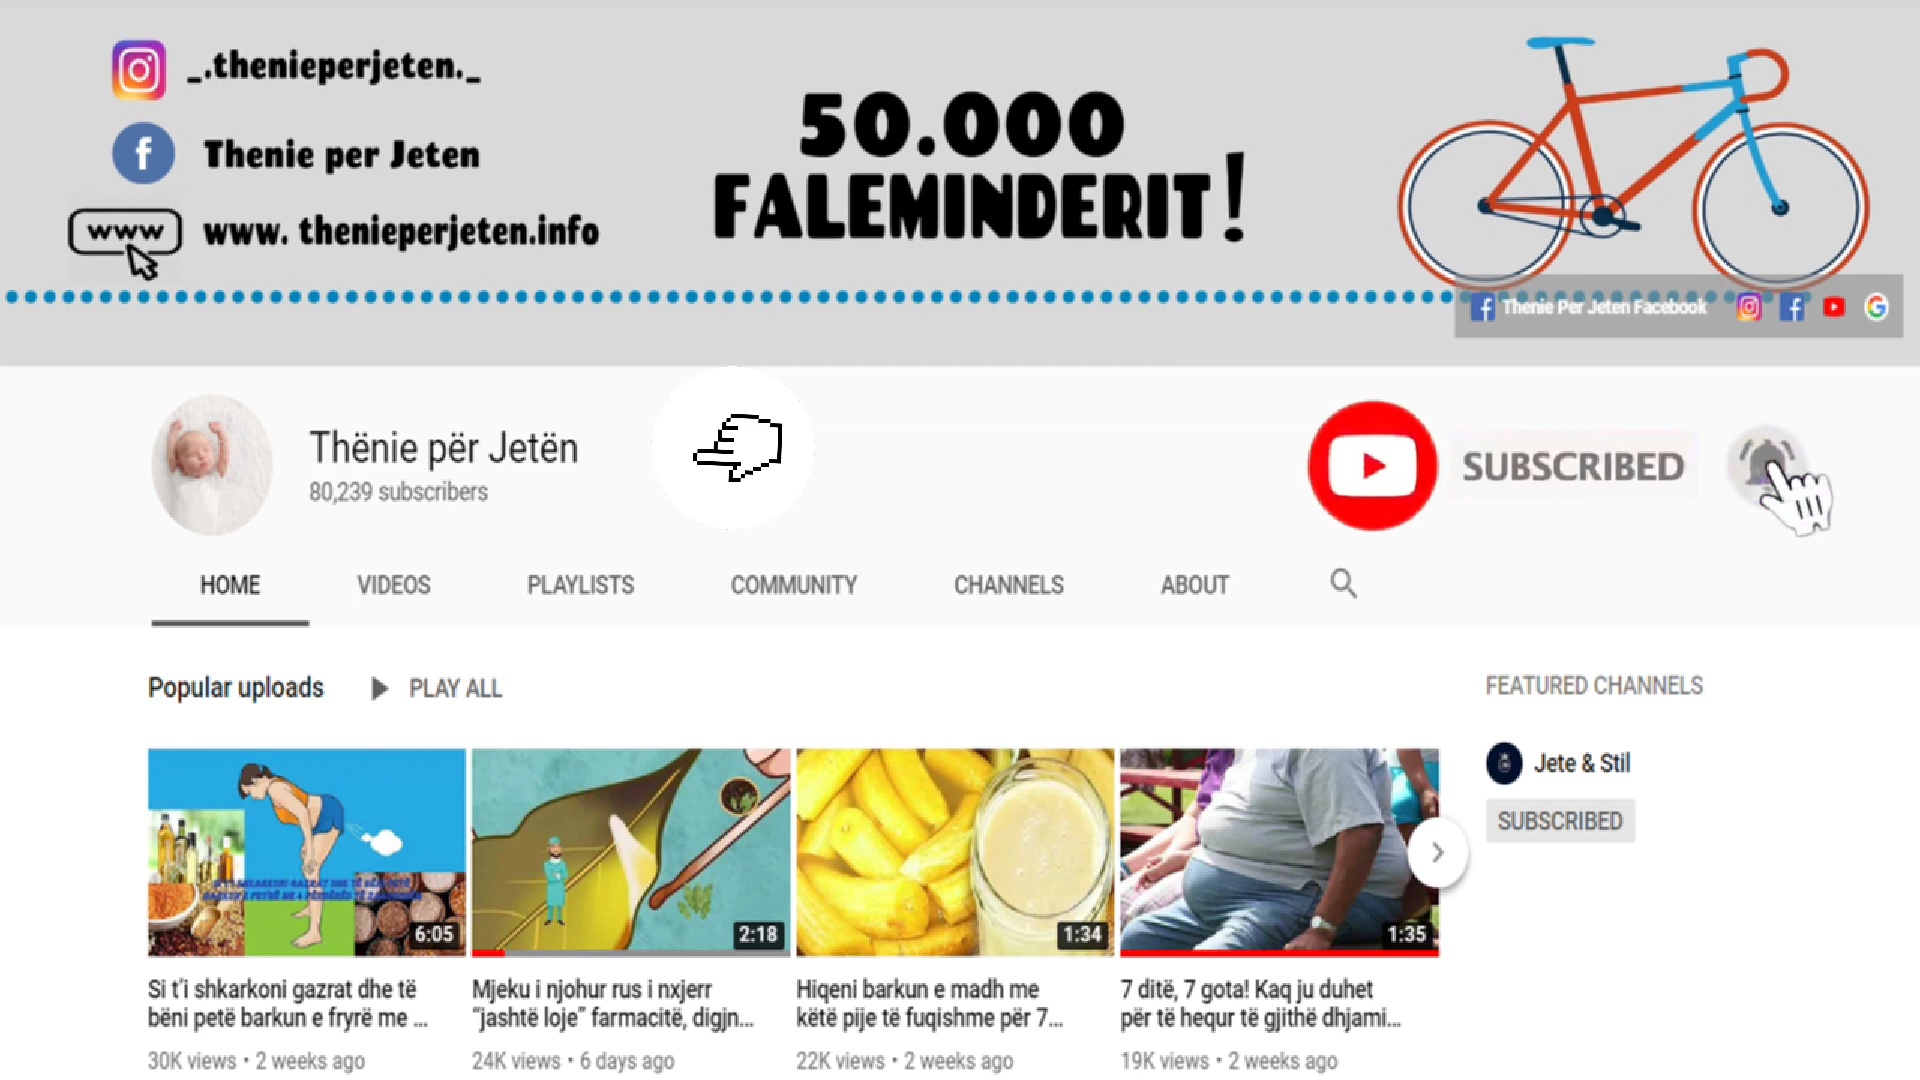 _.thenieperjeten._
50.000
Thenie per Jeten
FALEMINDERIT!
www
www. thenieperjeten.info
Thenie Per Jeten Facebook
Thënie për Jetën
80,239 subscribers
SUBSCRIBED
HOME VIDEOS PLAYLISTS COMMUNITY CHANNELS ABOUT
Popular uploads PLAY ALL
FEATURED CHANNELS
Jete & Stil
SUBSCRIBED
6:05
2:18
1:34
1:35
Si t'i shkarkoni gazrat dhe të
bëni petë barkun e fryrë me ...
30K views • 2 weeks ago
Mjeku i njohur rus i nxjerr
"jashtë loje" farmacitë, digjn...
24K views • 6 days ago
Hiqeni barkun e madh me
këtë pije të fuqishme për 7...
22K views • 2 weeks ago
7 ditë, 7 gota! Kaq ju duhet
për të hequr të gjithë dhjami...
19K views • 2 weeks ago